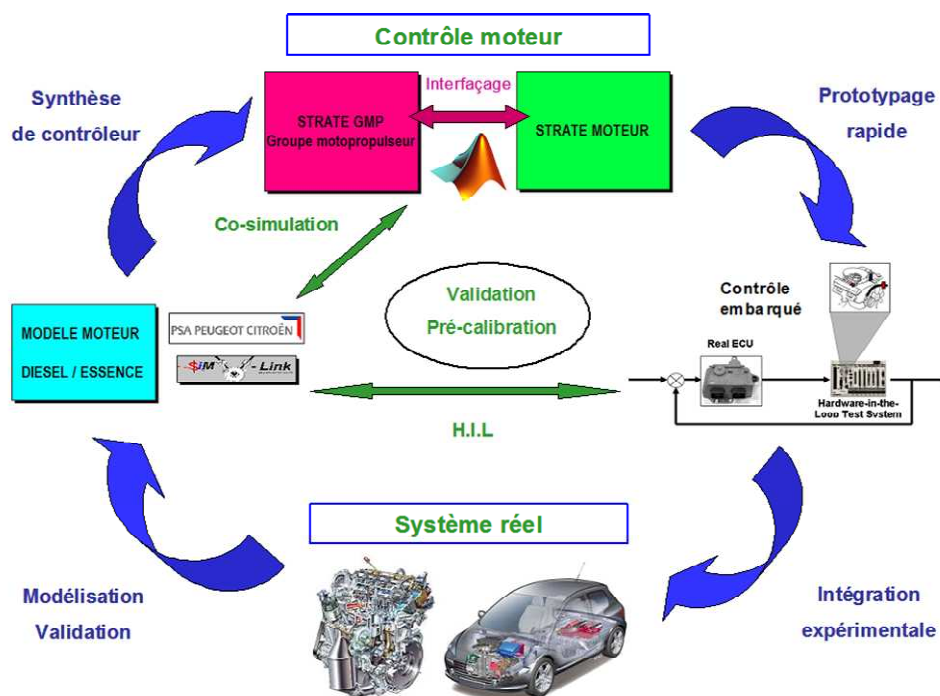 Contrôle moteur
Synthèse
de contrôleur
Interfaçage
STRATE GMP
Groupe motopropulseur
STRATE MOTEUR
Prototypage
rapide
Co-simulation
Validation
Pré-calibration
Contrôle
embarqué
MODELE MOTEUR
DIESEL / ESSENCE
PSA PEUGEOT CITROËN
SiM - Link
Real ECU
Hardware-in-the-
Loop Test System
H.I.L
Système réel
Modélisation
Validation
Intégration
expérimentale